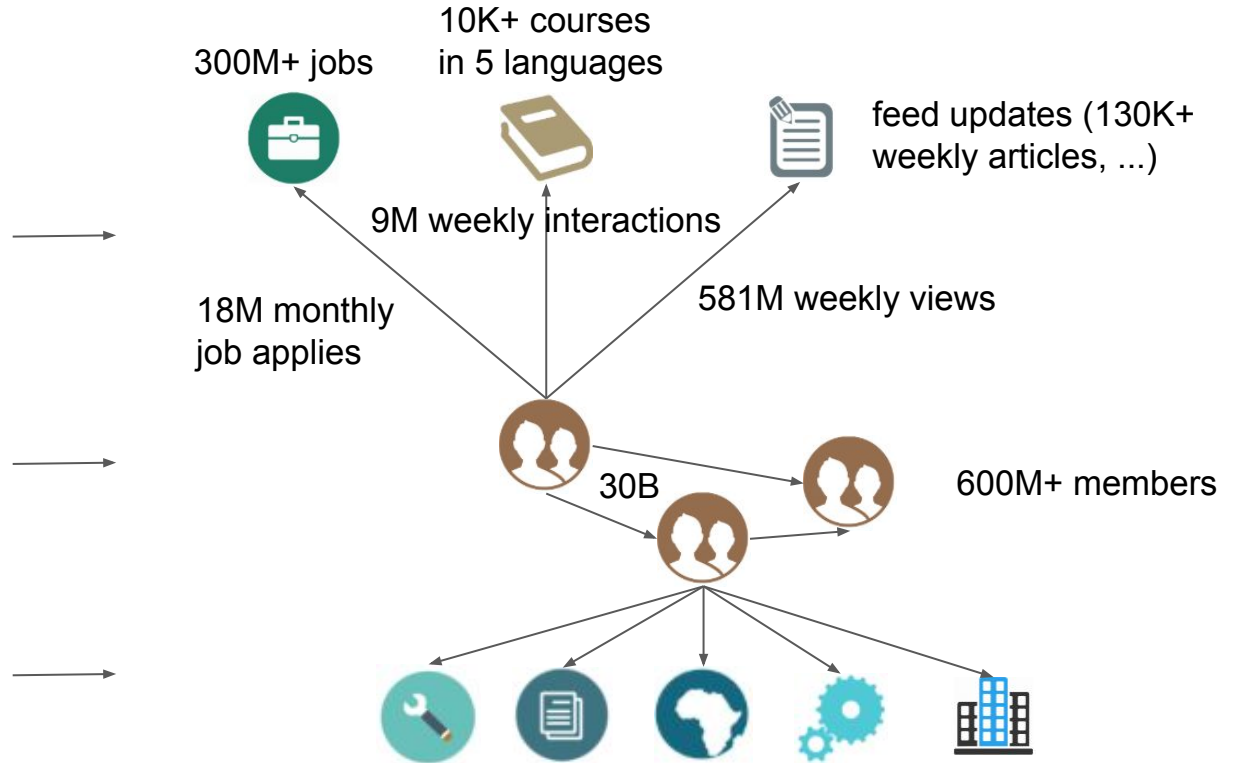 10K+ courses
in 5 languages
300M+ jobs
feed updates (130K+
weekly articles, ...)
9M weekly interactions
18M monthly
job applies
581M weekly views
30B
600M+ members